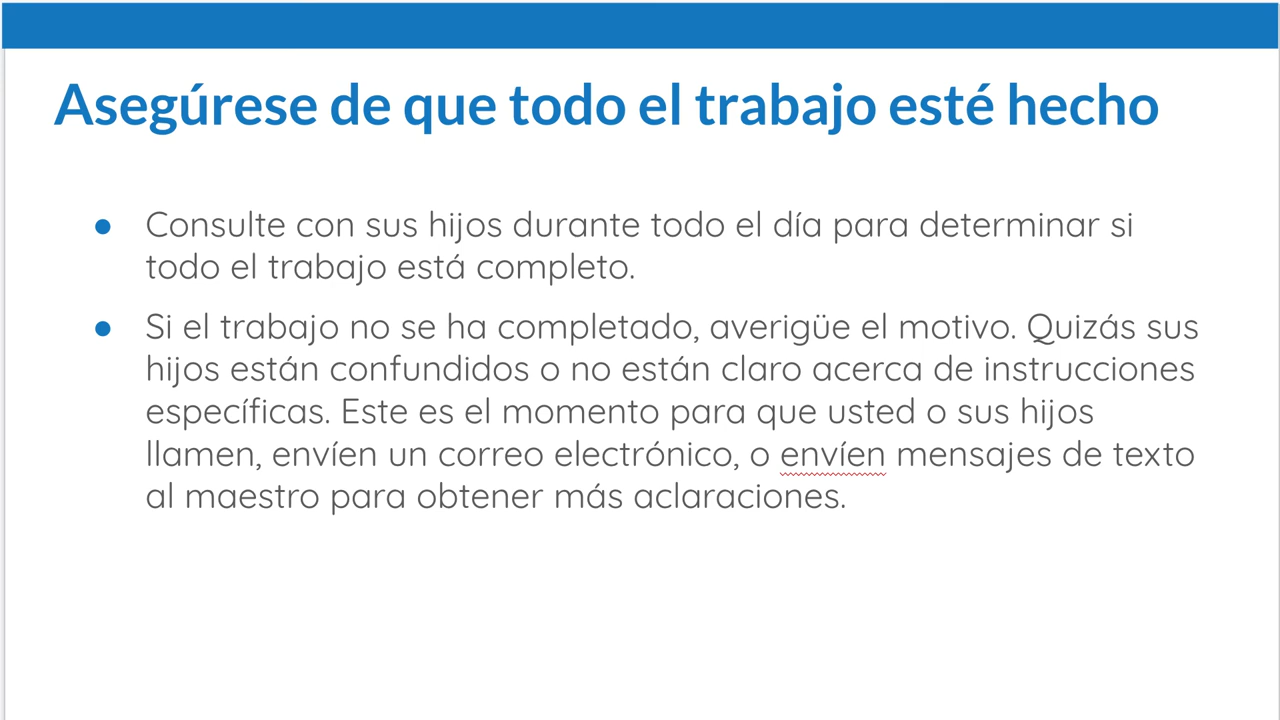 Asegúrese de que todo el trabajo esté hecho
● Consulte con sus hijos durante todo el día para determinar si
todo el trabajo está completo.
● Si el trabajo no se ha completado, averigüe el motivo. Quizás sus
hijos están confundidos o no están claro acerca de instrucciones
específicas. Este es el momento para que usted o sus hijos
llamen, envíen un correo electrónico, o envíen mensajes de texto
al maestro para obtener más aclaraciones.